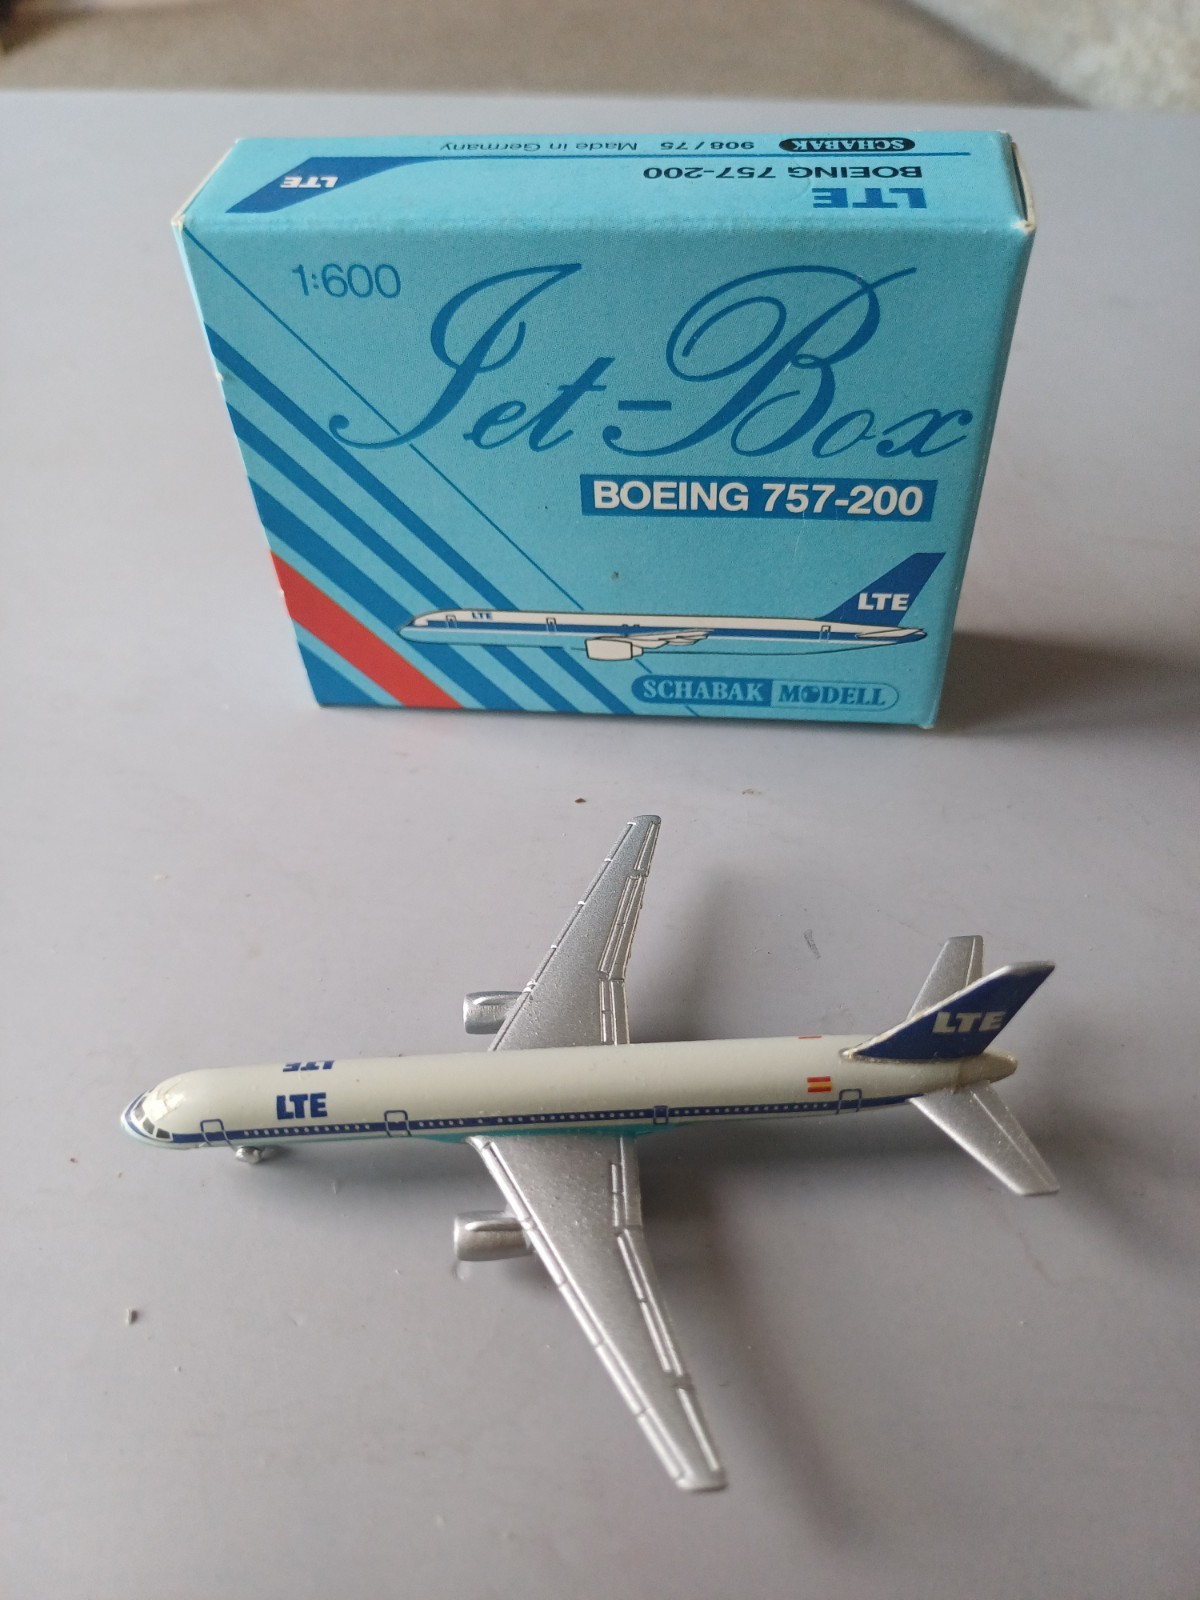 SCHABAK 908 / 75 Made in Germany
LTE
BOEING 757-200
LTE
1:600
Jet-Box
BOEING 757-200
LTE
LTE
SCHABAK MODELL
LTE
LTE
LTE